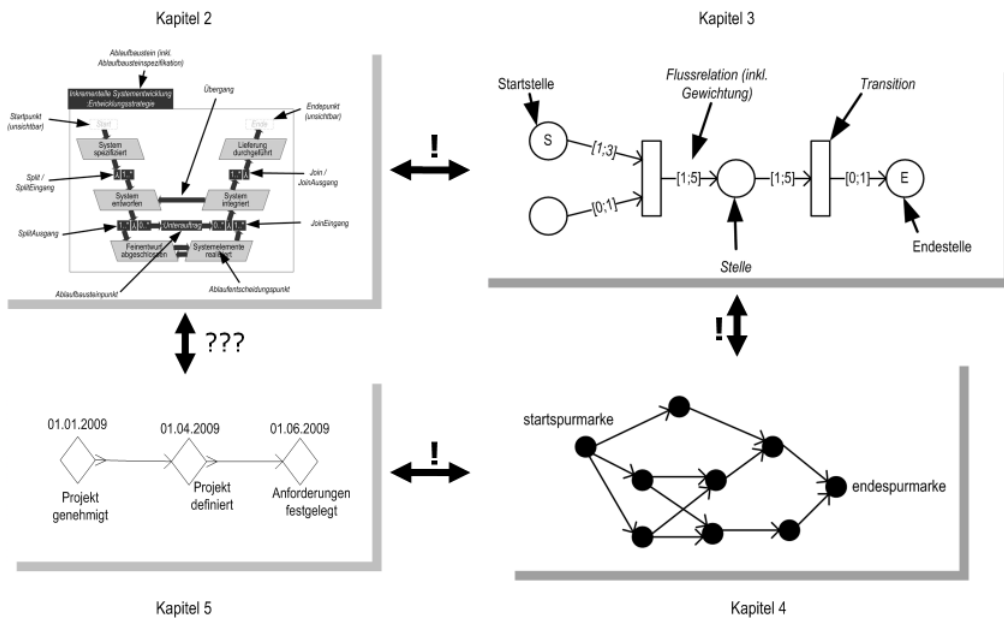 Kapitel 2
Kapitel 3
Ablaufbaustein (inkl.
Ablaufbausteinspezifikation)
Inkrementelle Systementwicklung
:Entwicklungsstrategie
Übergang
Startpunkt
(unsichtbar)
Start
Ende
Endepunkt
(unsichtbar)
System
spezifiziert
Lieferung
durchgeführt
Split /
SplitEingang
Join /
JoinAusgang
System
entworfen
System
integriert
SplitAusgang
Unterauftrag
JoinEingang
Feinentwurf
abgeschlossen
Systemelemente
realisiert
Ablaufbausteinpunkt
Ablaufentscheidungspunkt
!
Startstelle
Flussrelation (inkl.
Gewichtung)
Transition
S
[1;3]
[1;5]
[1;5]
[0;1]
E
[0;1]
Stelle
Endestelle
???
!
01.01.2009
01.04.2009
01.06.2009
Projekt
genehmigt
Projekt
definiert
Anforderungen
festgelegt
!
startspurmarke
endespurmarke
Kapitel 5
Kapitel 4